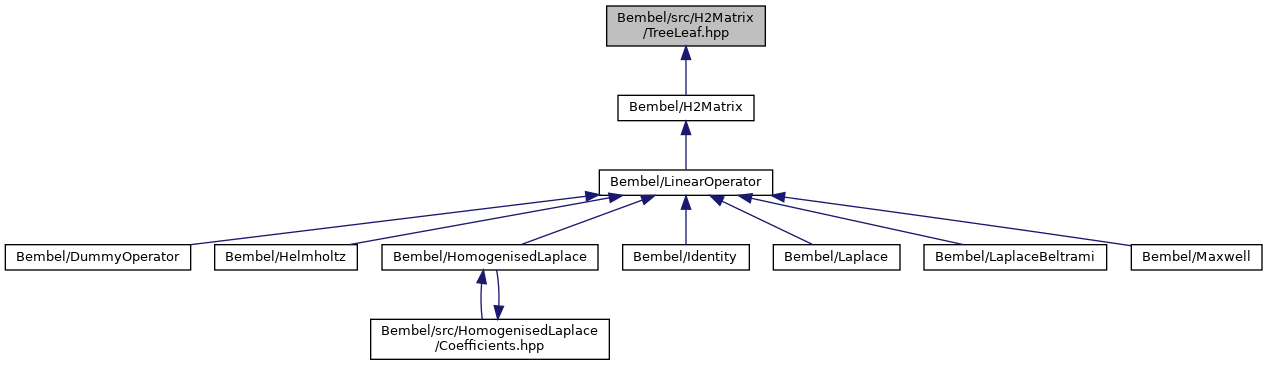 Bembel/src/H2Matrix
/TreeLeaf.hpp
Bembel/H2Matrix
Bembel/LinearOperator
Bembel/DummyOperator
Bembel/Helmholtz
Bembel/HomogenisedLaplace
Bembel/Identity
Bembel/Laplace
Bembel/LaplaceBeltrami
Bembel/Maxwell
Bembel/src/HomogenisedLaplace
/Coefficients.hpp